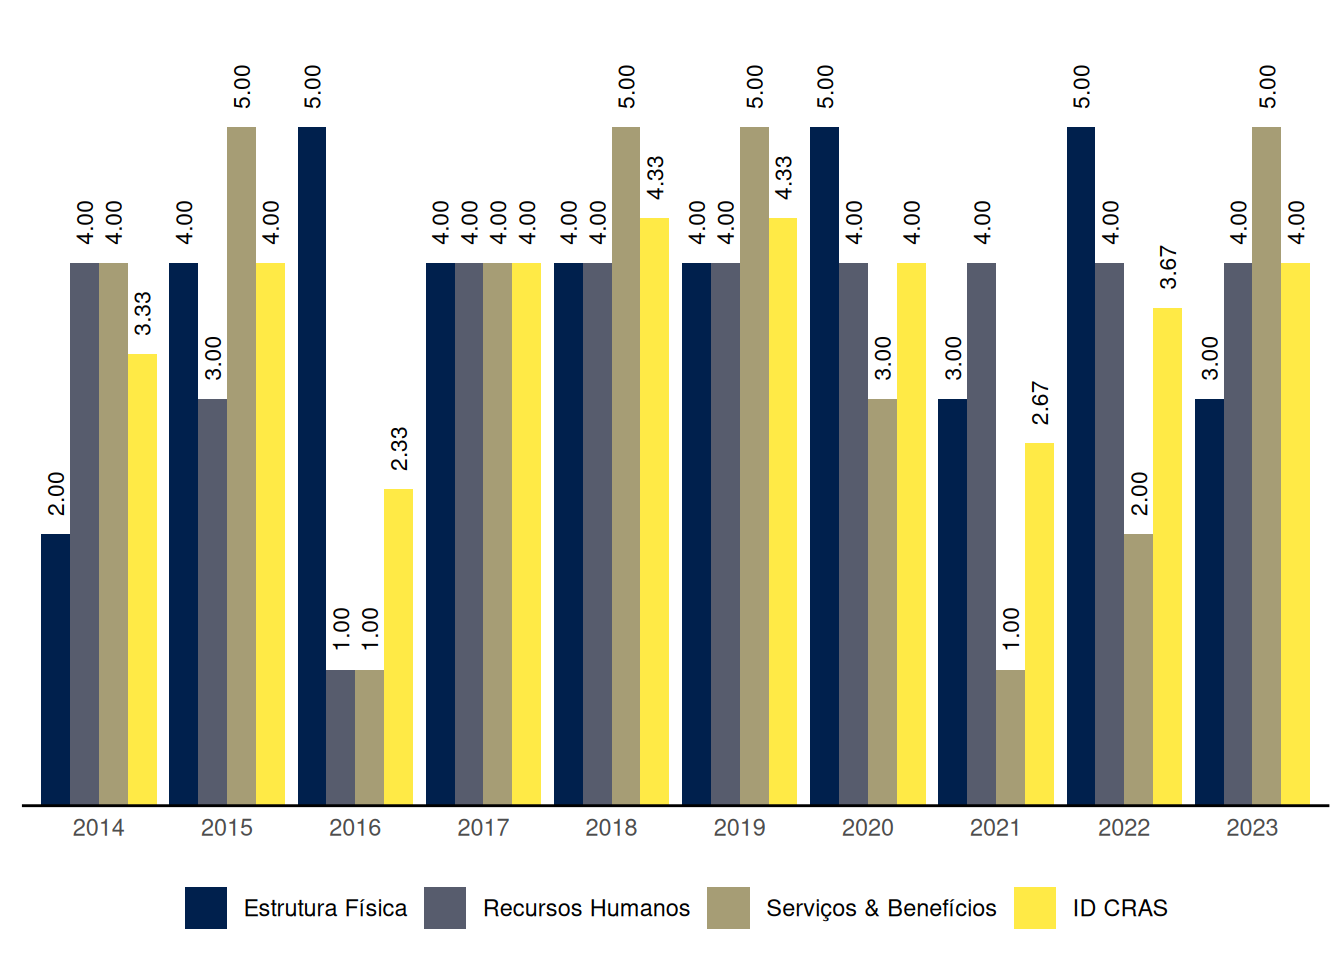 2.00 4.00 4.00 3.33
4.00 3.00 5.00 4.00
5.00 1.00 1.00 2.33
4.00 4.00 4.00 4.00
4.00 4.00 5.00 4.33
4.00 4.00 5.00 4.33
5.00 4.00 3.00 4.00
3.00 4.00 1.00 2.67
5.00 4.00 2.00 3.67
3.00 4.00 5.00 4.00
2014 2015 2016 2017 2018 2019 2020 2021 2022 2023
Estrutura Física Recursos Humanos Serviços & Benefícios ID CRAS